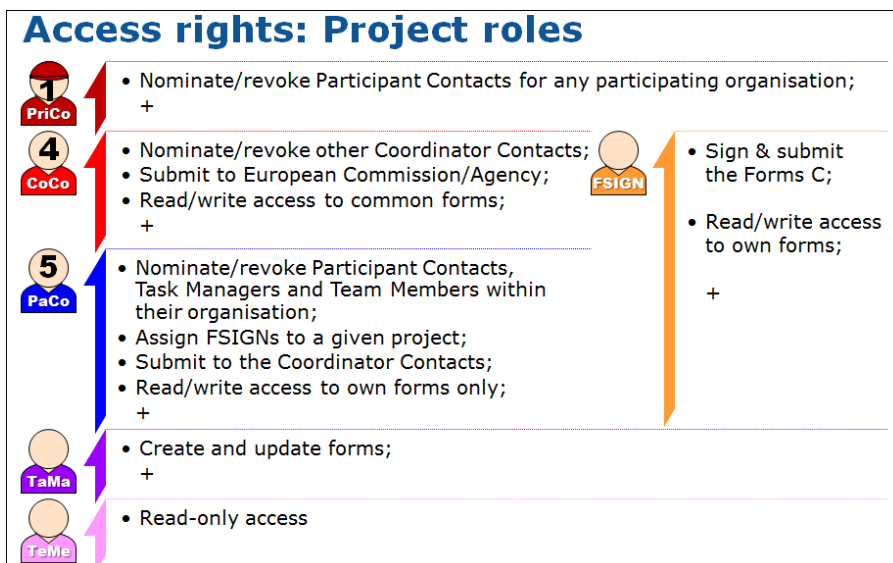 Access rights: Project roles
1
PriCo
• Nominate/revoke Participant Contacts for any participating organisation;
+
4
CoCo
• Nominate/revoke other Coordinator Contacts;
• Submit to European Commission/Agency;
• Read/write access to common forms;
+
FSIGN
• Sign & submit
the Forms C;
• Read/write access
to own forms;
+
5
PaCo
• Nominate/revoke Participant Contacts,
Task Managers and Team Members within
their organisation;
• Assign FSIGNs to a given project;
• Submit to the Coordinator Contacts;
• Read/write access to own forms only;
+
TaMa
• Create and update forms;
+
TeMe
• Read-only access